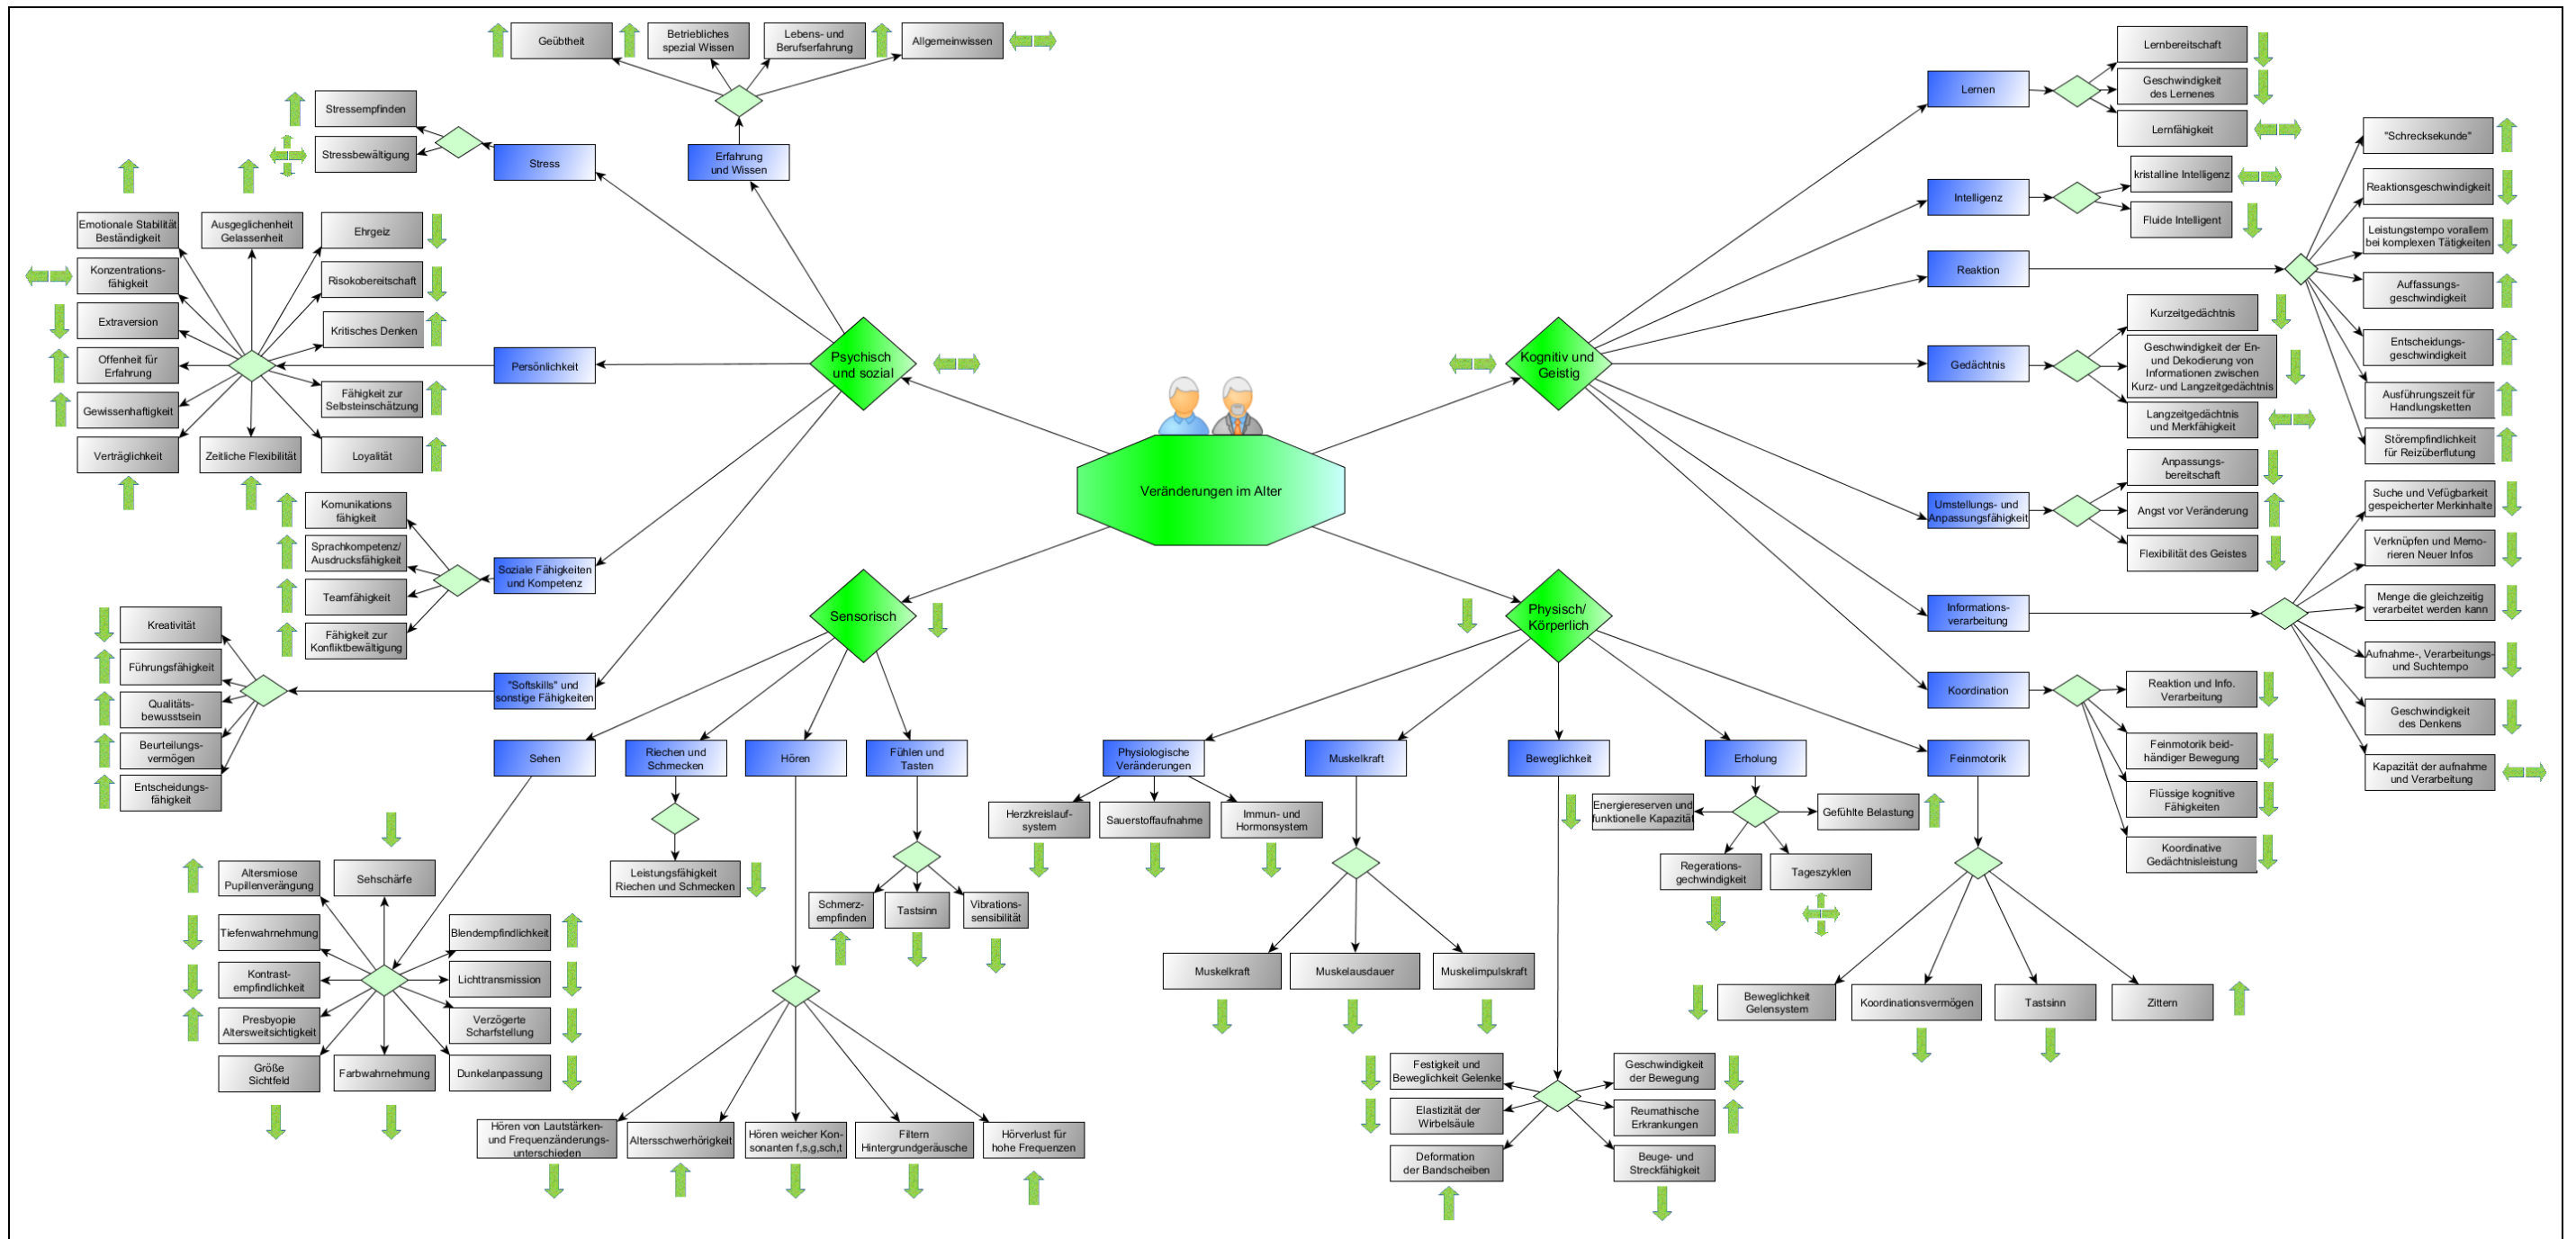 Geübtheit
Betriebliches
spezial Wissen
Lebens- und
Berufserfahrung
Allgemeinwissen
Stressempfinden
Stressbewältigung
Stress
Erfahrung
und Wissen
Emotionale Stabilität
Beständigkeit
Ausgeglichenheit
Gelassenheit
Ehrgeiz
Konzentrations-
fähigkeit
Risokobereitschaft
Extraversion
Kritisches Denken
Offenheit für
Erfahrung
Persönlichkeit
Psychisch
und sozial
Gewissenhaftigkeit
Fähigkeit zur
Selbsteinschätzung
Verträglichkeit
Zeitliche Flexibilität
Loyalität
Komunikations
fähigkeit
Sprachkompetenz/
Ausdrucksfähigkeit
Teamfähigkeit
Fähigkeit zur
Konfliktbewältigung
Soziale Fähigkeiten
und Kompetenz
Kreativität
Führungsfähigkeit
Qualitäts-
bewusstsein
Beurteilungs-
vermögen
Entscheidungs-
fähigkeit
"Softskills" und
sonstige Fähigkeiten
Veränderungen im Alter
Kognitiv und
Geistig
Lernen
Lernbereitschaft
Geschwindigkeit
des Lernenes
Lernfähigkeit
Intelligenz
kristalline Intelligenz
Fluide Intelligent
Reaktion
"Schrecksekunde"
Reaktionsgeschwindigkeit
Leistungstempo vorallem
bei komplexen Tätigkeiten
Auffassungs-
geschwindigkeit
Entscheidungs-
geschwindigkeit
Ausführungszeit für
Handlungsketten
Störempfindlichkeit
für Reizüberflutung
Gedächtnis
Kurzeitgedächtnis
Geschwindigkeit der En-
und Dekodierung von
Informationen zwischen
Kurz- und Langzeitgedächtnis
Langzeitgedächtnis
und Merkfähigkeit
Umstellungs- und
Anpassungsfähigkeit
Anpassungs-
bereitschaft
Angst vor Veränderung
Flexibilität des Geistes
Informations-
verarbeitung
Suche und Vefügbarkeit
gespeicherter Merkinhalte
Verknüpfen und Memo-
rieren Neuer Infos
Menge die gleichzeitig
verarbeitet werden kann
Aufnahme-, Verarbeitungs-
und Suchtempo
Geschwindigkeit
des Denkens
Kapazität der aufnahme
und Verarbeitung
Koordination
Reaktion und Info.
Verarbeitung
Feinmotorik beid-
händiger Bewegung
Flüssige kognitive
Fähigkeiten
Koordinative
Gedächtnisleistung
Sensorisch
Sehen
Riechen und
Schmecken
Hören
Fühlen und
Tasten
Altersmiose
Pupillenverängung
Sehschärfe
Tiefenwahrnehmung
Blendempfindlichkeit
Kontrast-
empfindlichkeit
Lichttransmission
Presbyopie
Altersweitsichtigkeit
Verzögerte
Scharfstellung
Größe
Sichtfeld
Farbwahrnehmung
Dunkelanpassung
Leistungsfähigkeit
Riechen und Schmecken
Schmerz-
empfinden
Tastsinn
Vibrations-
sensibilität
Hören von Lautstärken-
und Frequenzänderungs-
unterschieden
Altersschwerhörigkeit
Hören weicher Kon-
sonanten f,s,g,sch,t
Filtern
Hintergrundgeräusche
Hörverlust für
hohe Frequenzen
Physisch/
Körperlich
Physiologische
Veränderungen
Muskelkraft
Beweglichkeit
Erholung
Feinmotorik
Herzkreislauf-
system
Sauerstoffaufnahme
Immun- und
Hormonsystem
Muskelkraft
Muskelausdauer
Muskelimpulskraft
Energiereserven und
funktionelle Kapazität
Gefühlte Belastung
Regerations-
gechwindigkeit
Tageszyklen
Beweglichkeit
Gelensystem
Koordinationsvermögen
Tastsinn
Zittern
Festigkeit und
Beweglichkeit Gelenke
Geschwindigkeit
der Bewegung
Elastizität der
Wirbelsäule
Reumathische
Erkrankungen
Deformation
der Bandscheiben
Beuge- und
Streckfähigkeit